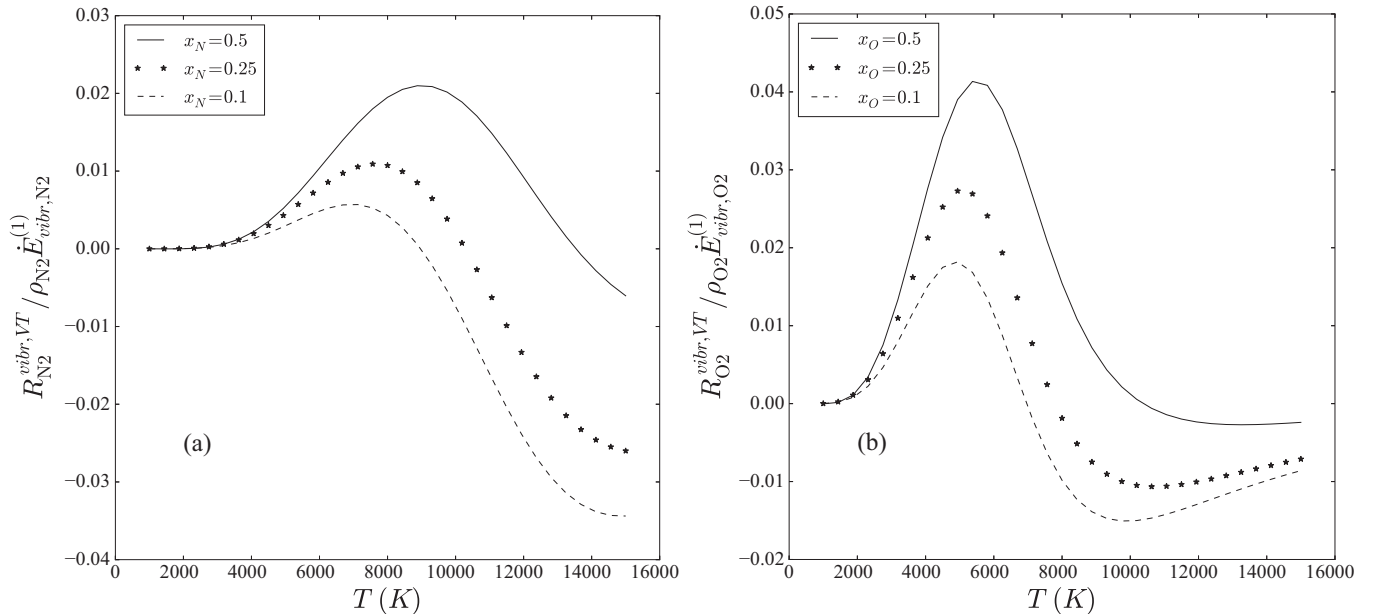 0.03
0.02
0.01
0.00
−0.01
−0.02
−0.03
−0.04
0 2000 4000 6000 8000 10000 12000 14000 16000
T (K)
R_{N2}^{vibr,VT} / ρ_{N2} Ė_{vibr,N2}^{(1)}
x_N=0.5
x_N=0.25
x_N=0.1
(a)
0.05
0.04
0.03
0.02
0.01
0.00
−0.01
−0.02
0 2000 4000 6000 8000 10000 12000 14000 16000
T (K)
R_{O2}^{vibr,VT} / ρ_{O2} Ė_{vibr,O2}^{(1)}
x_O=0.5
x_O=0.25
x_O=0.1
(b)